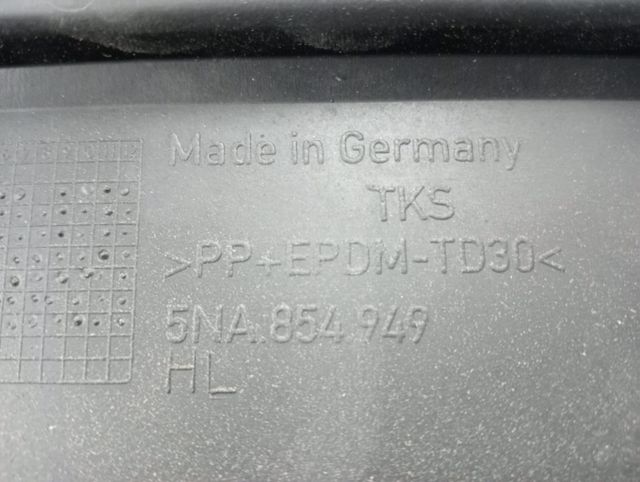 Made in Germany
TKS
>PP+EPDM-TD30<
5NA.854.949
HL